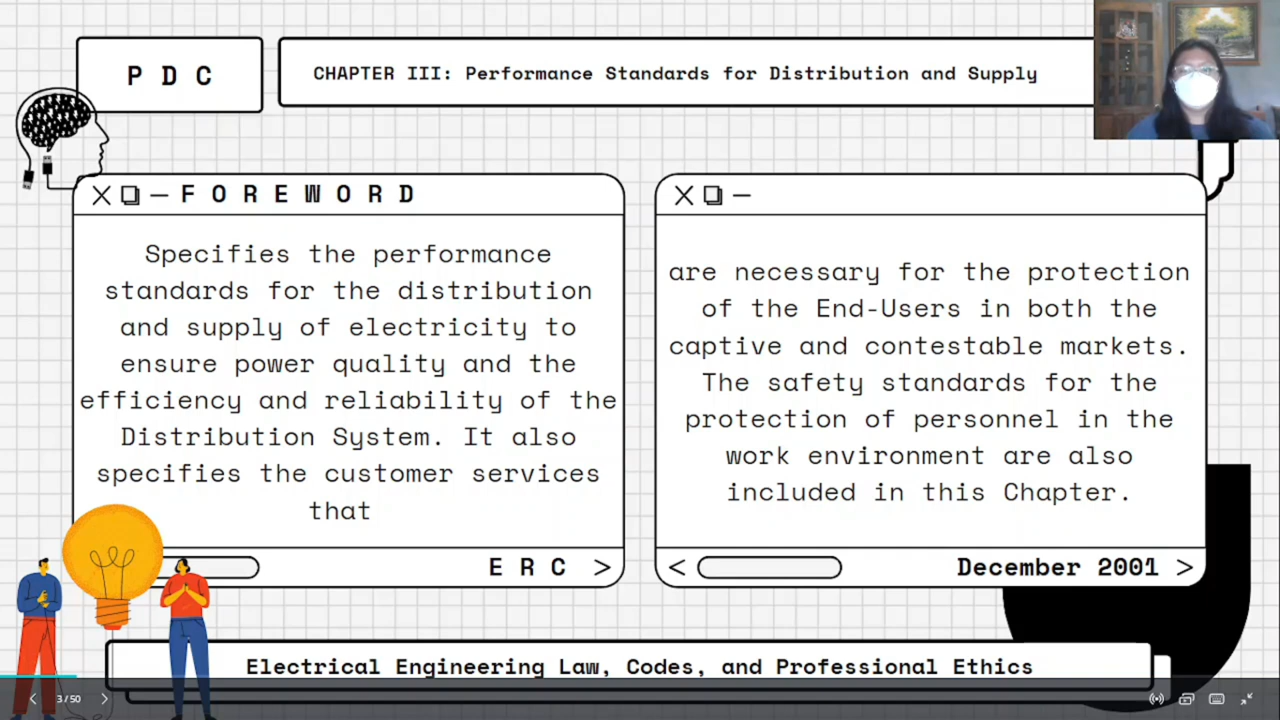 PDC
CHAPTER III: Performance Standards for Distribution and Supply
FOREWORD
Specifies the performance
standards for the distribution
and supply of electricity to
ensure power quality and the
efficiency and reliability of the
Distribution System. It also
specifies the customer services
that
ERC >
are necessary for the protection
of the End-Users in both the
captive and contestable markets.
The safety standards for the
protection of personnel in the
work environment are also
included in this Chapter.
< December 2001 >
Electrical Engineering Law, Codes, and Professional Ethics
3 / 50